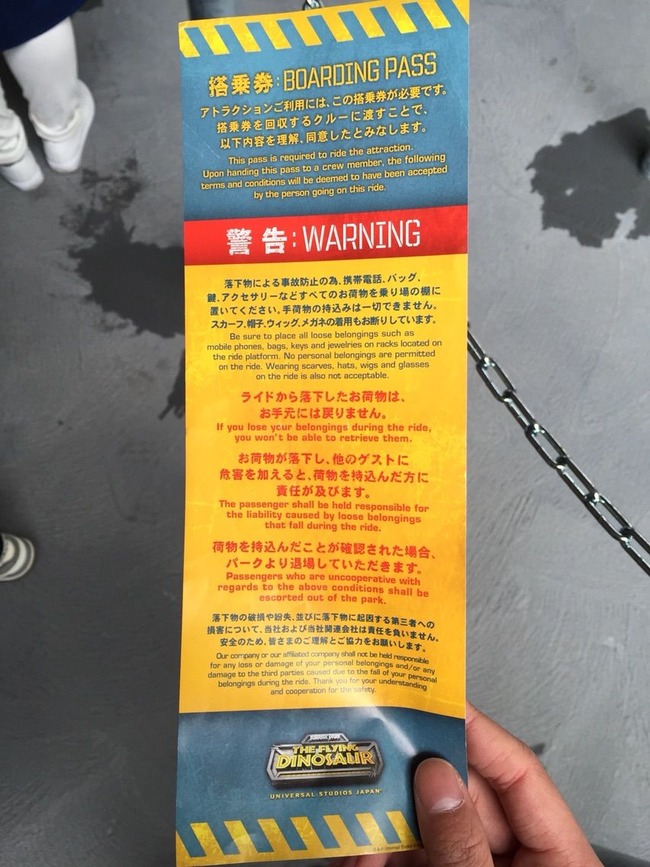 搭乗券:BOARDING PASS
アトラクションご利用には、この搭乗券が必要です。
搭乗券を回収するクルーに渡すことで、
以下内容を理解、同意したとみなします。
This pass is required to ride the attraction.
Upon handing this pass to a crew member, the following
terms and conditions will be deemed to have been accepted
by the person going on this ride.
警告:WARNING
落下物による事故防止の為、携帯電話、バッグ、
鍵、アクセサリーなどすべてのお荷物を乗り場の棚に
置いてください。手荷物の持込みは一切できません。
スカーフ、帽子、ウィッグ、メガネの着用もお断りしています。
Be sure to place all loose belongings such as
mobile phones, bags, keys and jewelries on racks located on
the ride platform. No personal belongings are permitted
on the ride. Wearing scarves, hats, wigs and glasses
on the ride is also not acceptable.
ライドから落下したお荷物は、
お手元には戻りません。
If you lose your belongings during the ride,
you won't be able to retrieve them.
お荷物が落下し、他のゲストに
危害を加えると、荷物を持込んだ方に
責任が及びます。
The passenger shall be held responsible for
the liability caused by loose belongings
that fall during the ride.
荷物を持込んだことが確認された場合、
パークより退場していただきます。
Passengers who are uncooperative with
regards to the above conditions shall be
escorted out of the park.
落下物の破損や紛失、並びに落下物に起因する第三者への
損害について、当社および当社関連会社は責任を負いません。
安全のため、皆さまのご理解とご協力をお願いします。
Our company or our affiliated company shall not be held responsible
for any loss or damage of your personal belongings and/or any
damage to the third parties caused due to the fall of your personal
belongings during the ride. Thank you for your understanding
and cooperation for the safety.
JURASSIC PARK
THE FLYING
DINOSAUR
UNIVERSAL STUDIOS JAPAN